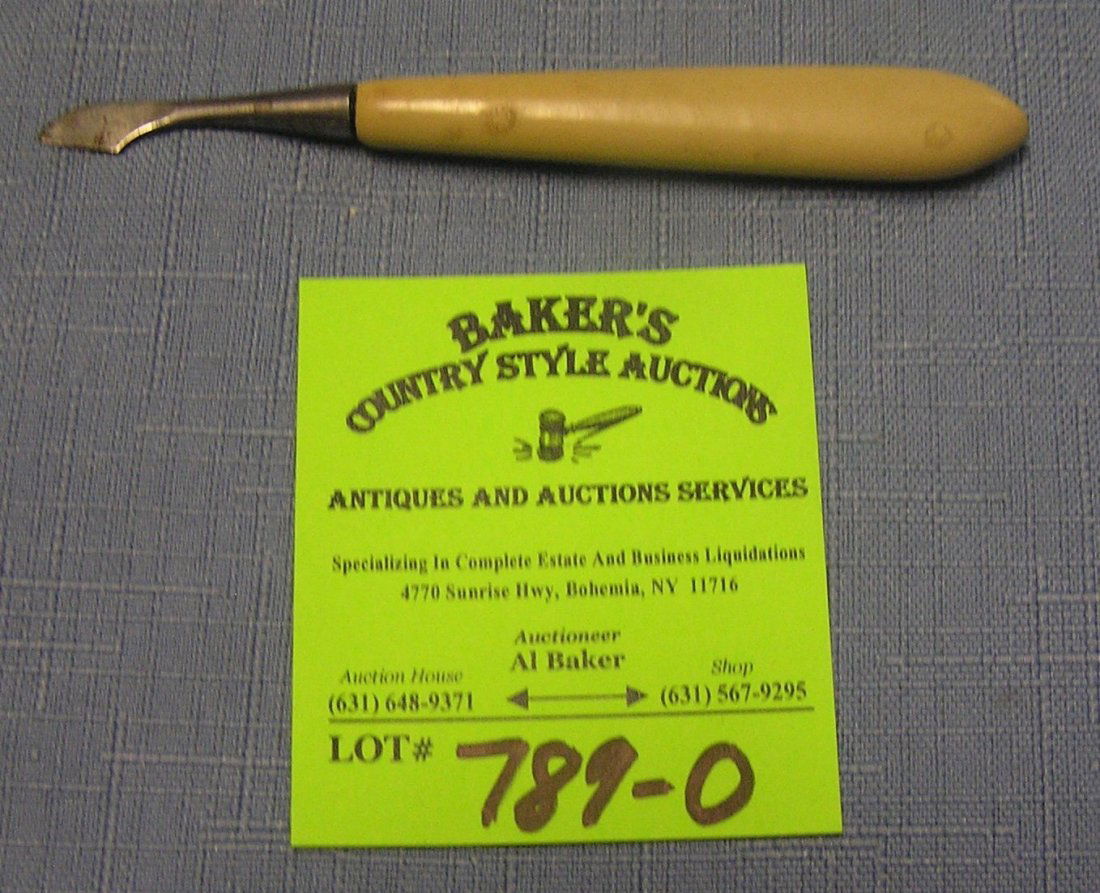 BAKER'S
COUNTRY STYLE AUCTIONS
ANTIQUES AND AUCTIONS SERVICES
Specializing In Complete Estate And Business Liquidations
4770 Sunrise Hwy, Bohemia, NY 11716
Auctioneer
Al Baker
Auction House
(631) 648-9371
Shop
(631) 567-9295
LOT# 789-0